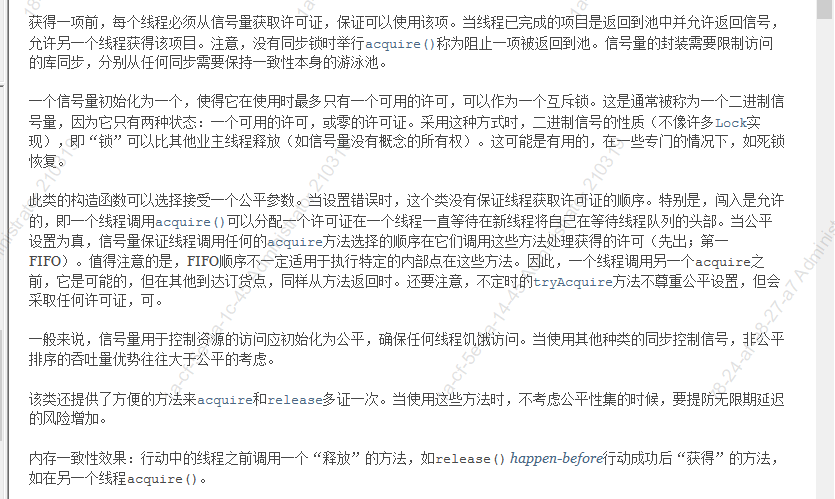 获得一项前，每个线程必须从信号量获取许可证，保证可以使用该项。当线程已完成的项目是返回到池中并允许返回信号，
允许另一个线程获得该项目。注意，没有同步锁时举行acquire()称为阻止一项被返回到池。信号量的封装需要限制访问
的库同步，分别从任何同步需要保持一致性本身的游泳池。
一个信号量初始化为一个，使得它在使用时最多只有一个可用的许可，可以作为一个互斥锁。这是通常被称为一个二进制信
号量，因为它只有两种状态：一个可用的许可，或零的许可证。采用这种方式时，二进制信号的性质（不像许多Lock实
现），即“锁”可以比其他业主线程释放（如信号量没有概念的所有权）。这可能是有用的，在一些专门的情况下，如死锁
恢复。
此类的构造函数可以选择接受一个公平参数。当设置错误时，这个类没有保证线程获取许可证的顺序。特别是，闯入是允许
的，即一个线程调用acquire()可以分配一个许可证在一个线程一直等待在新线程将自己在等待线程队列的头部。当公平
设置为真，信号量保证线程调用任何的acquire方法选择的顺序在它们调用这些方法处理获得的许可（先出；第一
FIFO）。值得注意的是，FIFO顺序不一定适用于执行特定的内部点在这些方法。因此，一个线程调用另一个acquire之
前，它是可能的，但在其他到达订货点，同样从方法返回时。还要注意，不定时的tryAcquire方法不尊重公平设置，但会
采取任何许可证，可。
一般来说，信号量用于控制资源的访问应初始化为公平，确保任何线程饥饿访问。当使用其他种类的同步控制信号，非公平
排序的吞吐量优势往往大于公平的考虑。
该类还提供了方便的方法来acquire和release多证一次。当使用这些方法时，不考虑公平性集的时候，要提防无限期延迟
的风险增加。
内存一致性效果：行动中的线程之前调用一个“释放”的方法，如release() happen-before行动成功后“获得”的方法，
如在另一个线程acquire()。